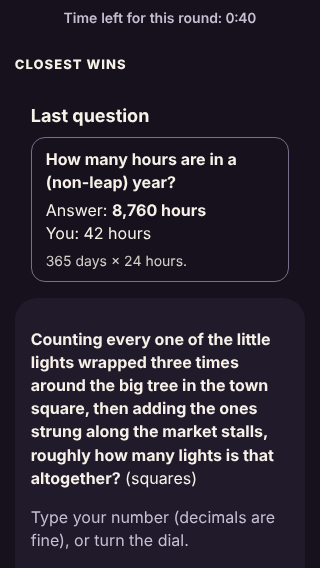 Time left for this round: 0:40
CLOSEST WINS
Last question
How many hours are in a
(non-leap) year?
Answer: 8,760 hours
You: 42 hours
365 days × 24 hours.
Counting every one of the little
lights wrapped three times
around the big tree in the town
square, then adding the ones
strung along the market stalls,
roughly how many lights is that
altogether? (squares)
Type your number (decimals are
fine), or turn the dial.